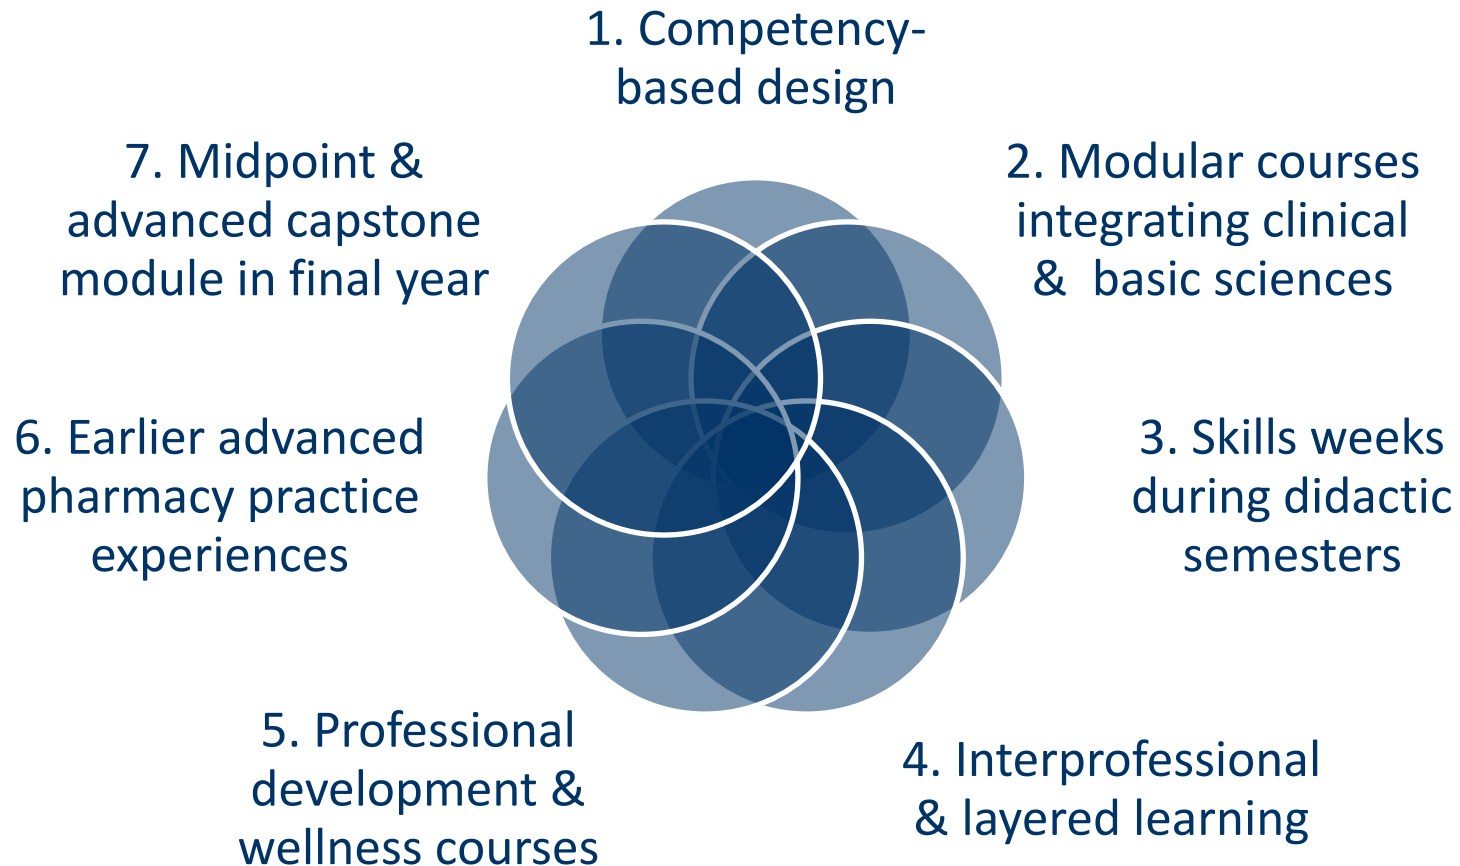 1. Competency-
based design
2. Modular courses
integrating clinical
&  basic sciences
3. Skills weeks
during didactic
semesters
4. Interprofessional
& layered learning
5. Professional
development &
wellness courses
6. Earlier advanced
pharmacy practice
experiences
7. Midpoint &
advanced capstone
module in final year